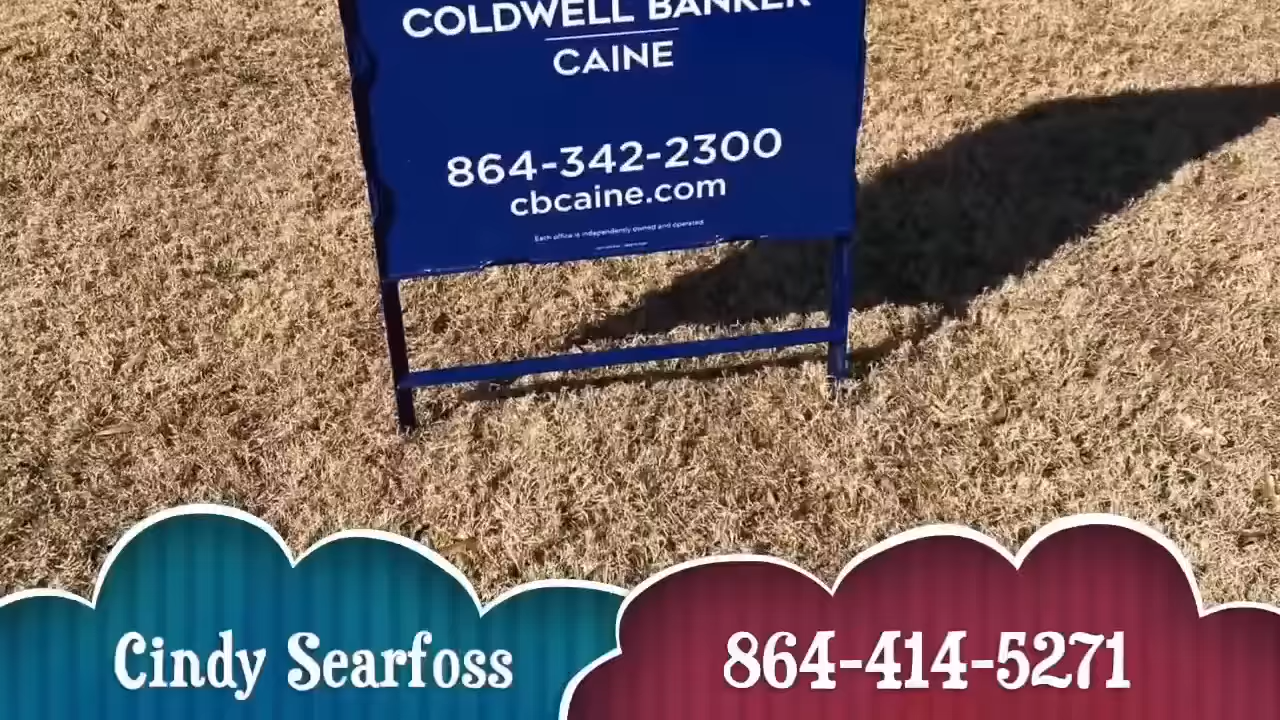 COLDWELL BANKER
CAINE
864-342-2300
cbcaine.com
Each office is independently owned and operated
Cindy Searfoss
864-414-5271